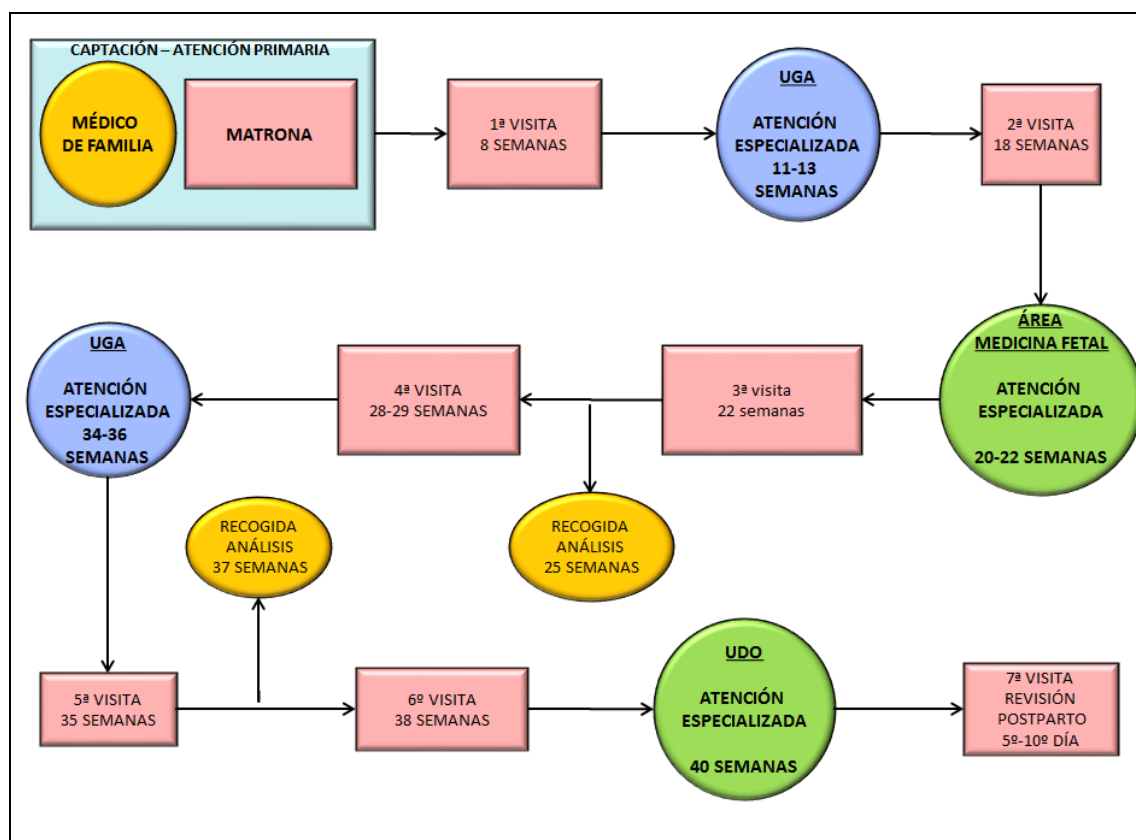 CAPTACIÓN – ATENCIÓN PRIMARIA
MÉDICO
DE FAMILIA
MATRONA
1ª VISITA
8 SEMANAS
UGA
ATENCIÓN
ESPECIALIZADA
11-13
SEMANAS
2ª VISITA
18 SEMANAS
ÁREA
MEDICINA FETAL
ATENCIÓN
ESPECIALIZADA
20-22 SEMANAS
3ª visita
22 semanas
4ª VISITA
28-29 SEMANAS
UGA
ATENCIÓN
ESPECIALIZADA
34-36
SEMANAS
RECOGIDA
ANÁLISIS
25 SEMANAS
RECOGIDA
ANÁLISIS
37 SEMANAS
5ª VISITA
35 SEMANAS
6º VISITA
38 SEMANAS
UDO
ATENCIÓN
ESPECIALIZADA
40 SEMANAS
7ª VISITA
REVISIÓN
POSTPARTO
5º-10º DÍA